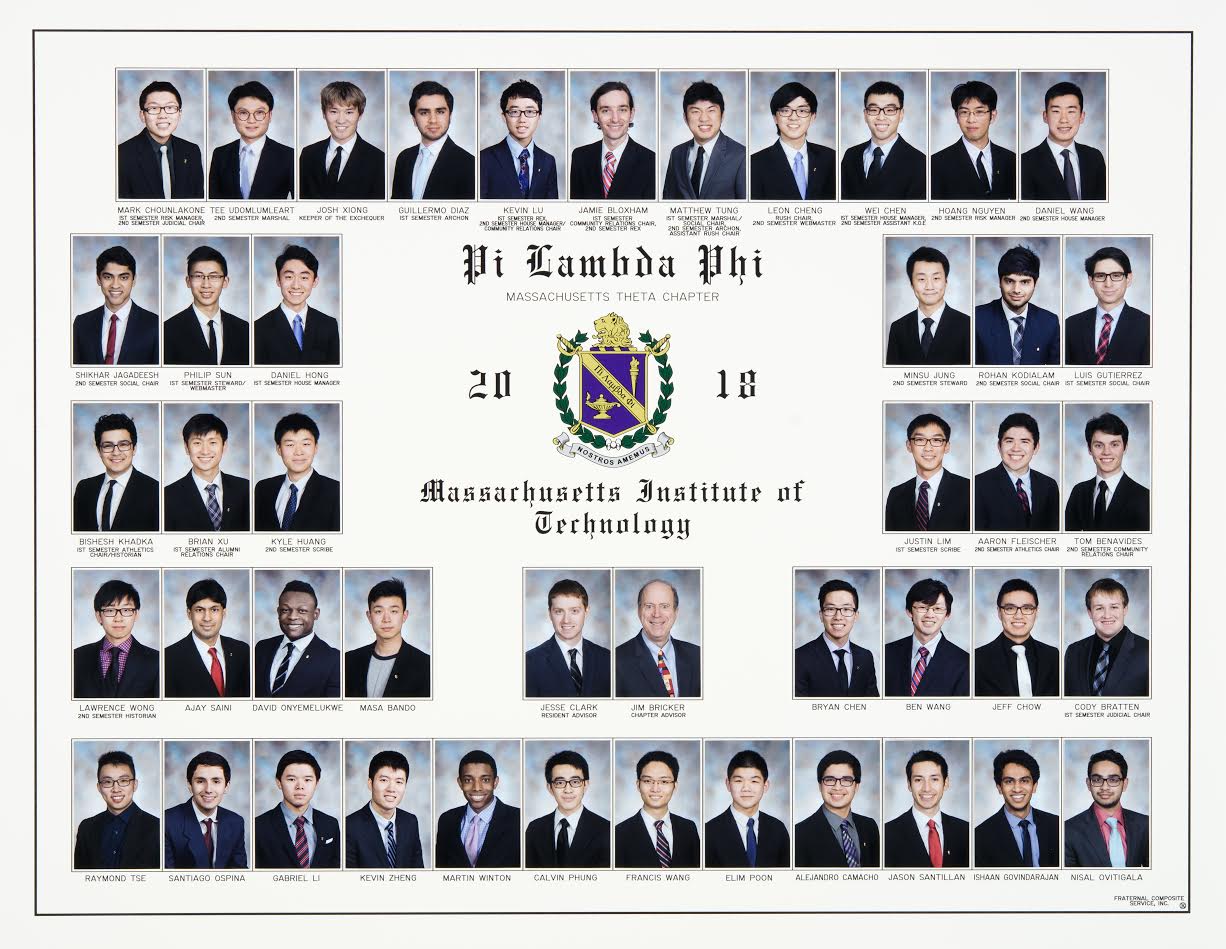 MARK CHOUNLAKONE
1ST SEMESTER RISK MANAGER,
2ND SEMESTER JUDICIAL CHAIR
TEE UDOMLUMLEART
2ND SEMESTER MARSHAL
JOSH XIONG
KEEPER OF THE EXCHEQUER
GUILLERMO DIAZ
1ST SEMESTER ARCHON
KEVIN LU
1ST SEMESTER REX,
2ND SEMESTER HOUSE MANAGER/
COMMUNITY RELATIONS CHAIR
JAMIE BLOXHAM
1ST SEMESTER
COMMUNITY RELATIONS CHAIR,
2ND SEMESTER REX
MATTHEW TUNG
1ST SEMESTER MARSHAL/
SOCIAL CHAIR,
2ND SEMESTER ARCHON,
ASSISTANT RUSH CHAIR
LEON CHENG
RUSH CHAIR,
2ND SEMESTER WEBMASTER
WEI CHEN
1ST SEMESTER HOUSE MANAGER,
2ND SEMESTER ASSISTANT K.O.E
HOANG NGUYEN
2ND SEMESTER RISK MANAGER
DANIEL WANG
2ND SEMESTER HOUSE MANAGER
Pi Lambda Phi
MASSACHUSETTS THETA CHAPTER
20 18
Πι Λαμβδα Φι
NOSTROS AMEMUS
Massachusetts Institute of
Technology
SHIKHAR JAGADEESH
2ND SEMESTER SOCIAL CHAIR
PHILIP SUN
1ST SEMESTER STEWARD/
WEBMASTER
DANIEL HONG
1ST SEMESTER HOUSE MANAGER
MINSU JUNG
2ND SEMESTER STEWARD
ROHAN KODIALAM
2ND SEMESTER SOCIAL CHAIR
LUIS GUTIERREZ
1ST SEMESTER SOCIAL CHAIR
BISHESH KHADKA
1ST SEMESTER ATHLETICS
CHAIR/HISTORIAN
BRIAN XU
1ST SEMESTER ALUMNI
RELATIONS CHAIR
KYLE HUANG
2ND SEMESTER SCRIBE
JUSTIN LIM
1ST SEMESTER SCRIBE
AARON FLEISCHER
2ND SEMESTER ATHLETICS CHAIR
TOM BENAVIDES
2ND SEMESTER COMMUNITY
RELATIONS CHAIR
LAWRENCE WONG
2ND SEMESTER HISTORIAN
AJAY SAINI
DAVID ONYEMELUKWE
MASA BANDO
JESSE CLARK
RESIDENT ADVISOR
JIM BRICKER
CHAPTER ADVISOR
BRYAN CHEN
BEN WANG
JEFF CHOW
CODY BRATTEN
1ST SEMESTER JUDICIAL CHAIR
RAYMOND TSE
SANTIAGO OSPINA
GABRIEL LI
KEVIN ZHENG
MARTIN WINTON
CALVIN PHUNG
FRANCIS WANG
ELIM POON
ALEJANDRO CAMACHO
JASON SANTILLAN
ISHAAN GOVINDARAJAN
NISAL OVITIGALA
FRATERNAL COMPOSITE
SERVICE, INC.